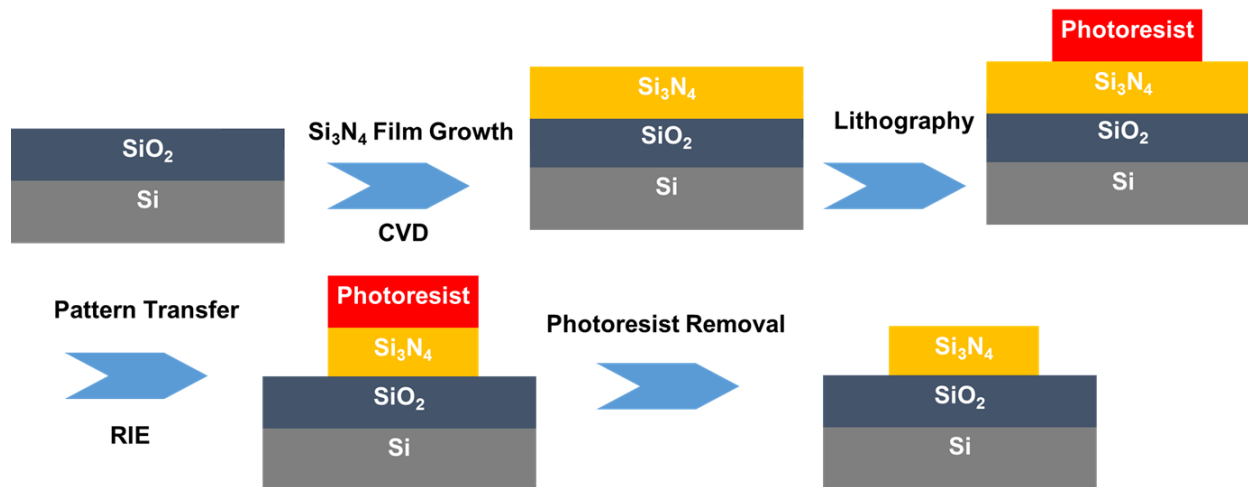 Photoresist
Si₃N₄
SiO₂
Si
Si₃N₄ Film Growth
CVD
Si₃N₄
SiO₂
Si
Lithography
SiO₂
Si
Pattern Transfer
RIE
Photoresist
Si₃N₄
SiO₂
Si
Photoresist Removal
Si₃N₄
SiO₂
Si